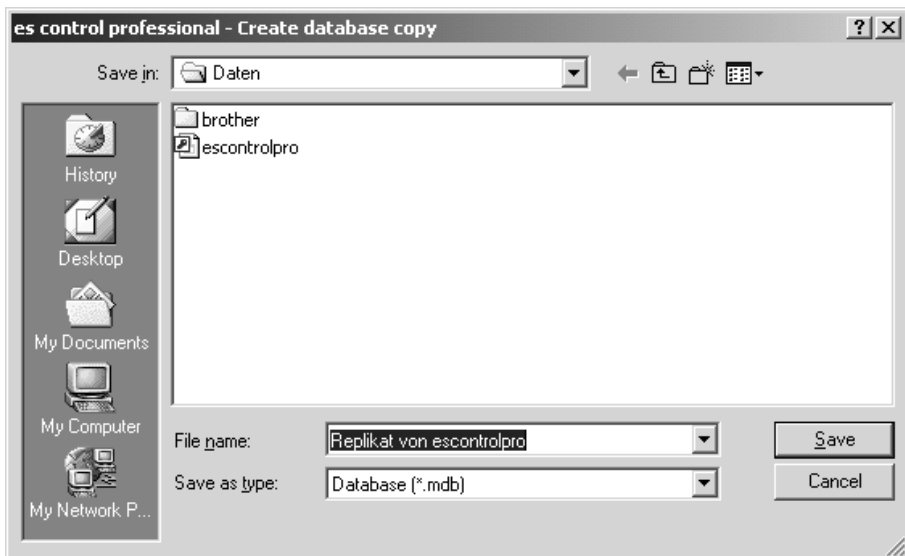 es control professional - Create database copy
Save in:
Daten
brother
escontrolpro
History
Desktop
My Documents
My Computer
My Network P...
File name:
Replikat von escontrolpro
Save
Save as type:
Database (*.mdb)
Cancel